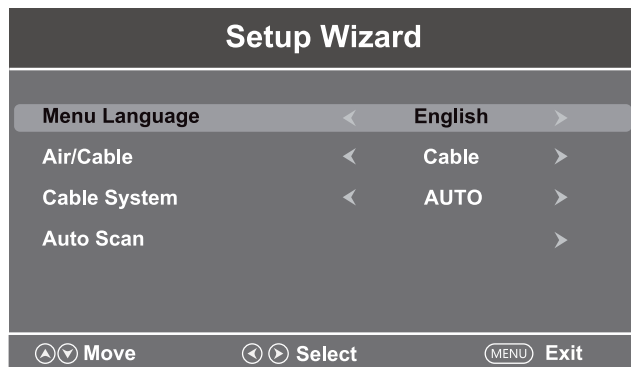 Setup Wizard
Menu Language English
Air/Cable Cable
Cable System AUTO
Auto Scan
Move Select MENU Exit